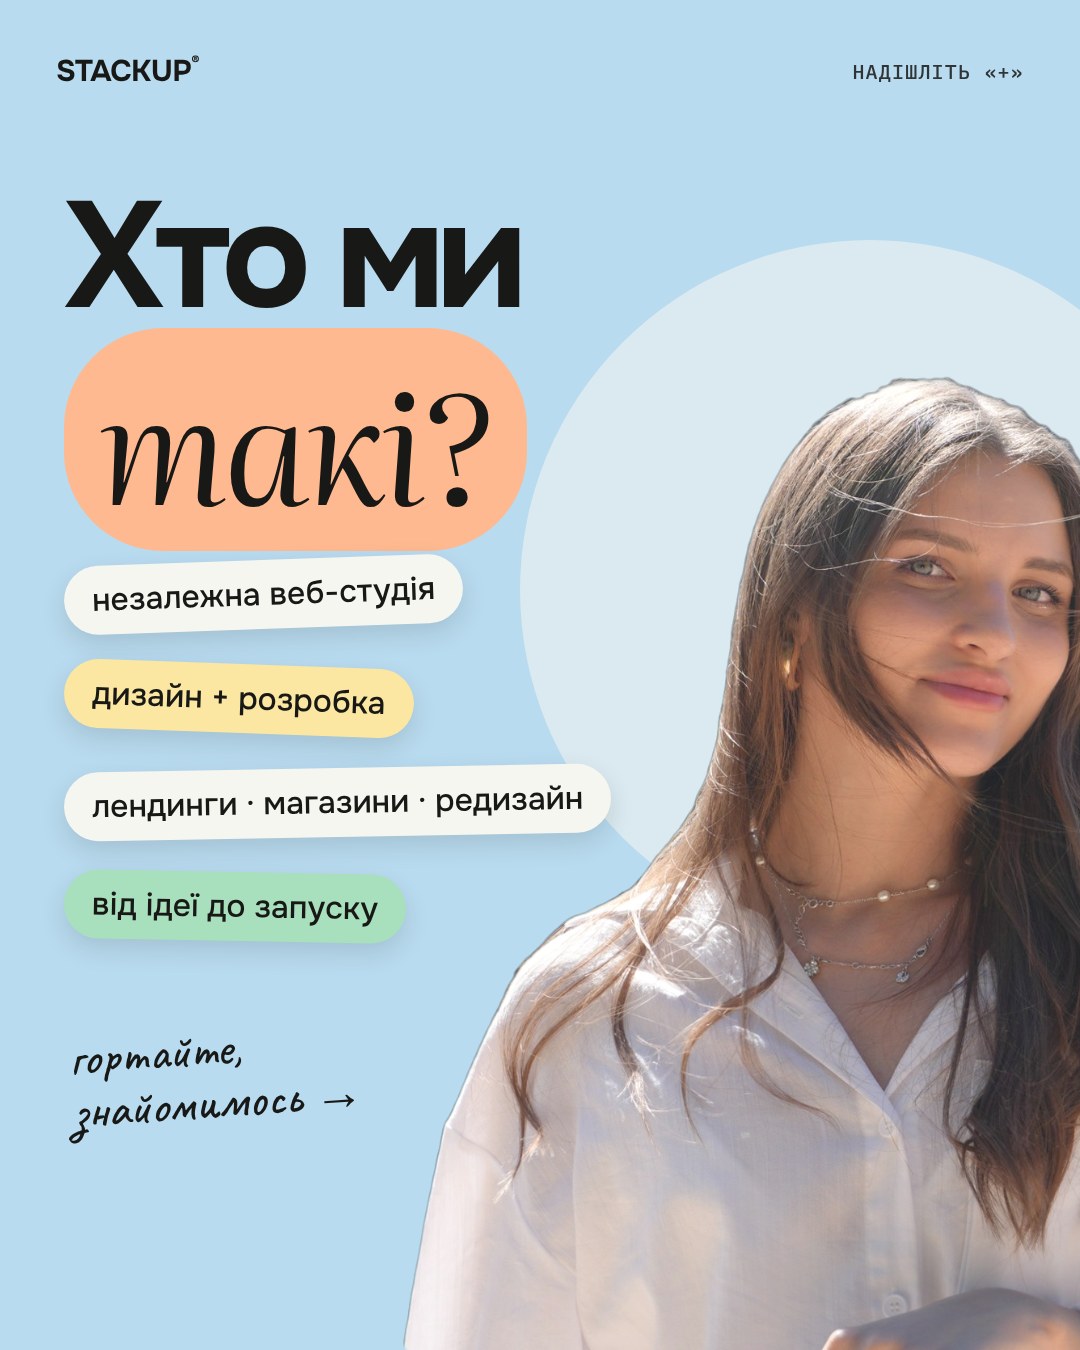 STACKUP®
НАДІШЛІТЬ «+»
Хто ми
такі?
незалежна веб-студія
дизайн + розробка
лендинги · магазини · редизайн
від ідеї до запуску
гортайте,
знайомимось →